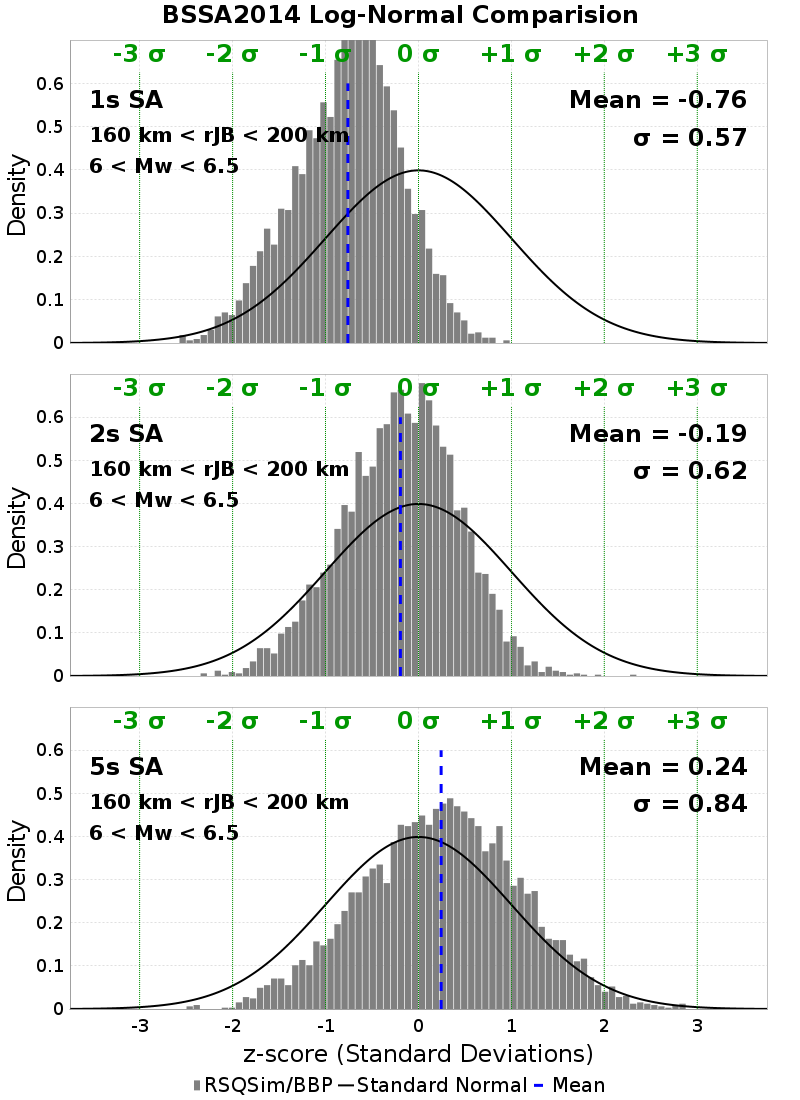 BSSA2014 Log-Normal Comparision
-3 σ -2 σ -1 σ 0 σ +1 σ +2 σ +3 σ
1s SA
Mean = -0.76
160 km < rJB < 200 km
σ = 0.57
6 < Mw < 6.5
Density
0.6
0.5
0.4
0.3
0.2
0.1
0
-3 σ -2 σ -1 σ 0 σ +1 σ +2 σ +3 σ
2s SA
Mean = -0.19
160 km < rJB < 200 km
σ = 0.62
6 < Mw < 6.5
Density
0.6
0.5
0.4
0.3
0.2
0.1
0
-3 σ -2 σ -1 σ 0 σ +1 σ +2 σ +3 σ
5s SA
Mean = 0.24
160 km < rJB < 200 km
σ = 0.84
6 < Mw < 6.5
Density
0.6
0.5
0.4
0.3
0.2
0.1
0
-3 -2 -1 0 1 2 3
z-score (Standard Deviations)
RSQSim/BBP Standard Normal Mean